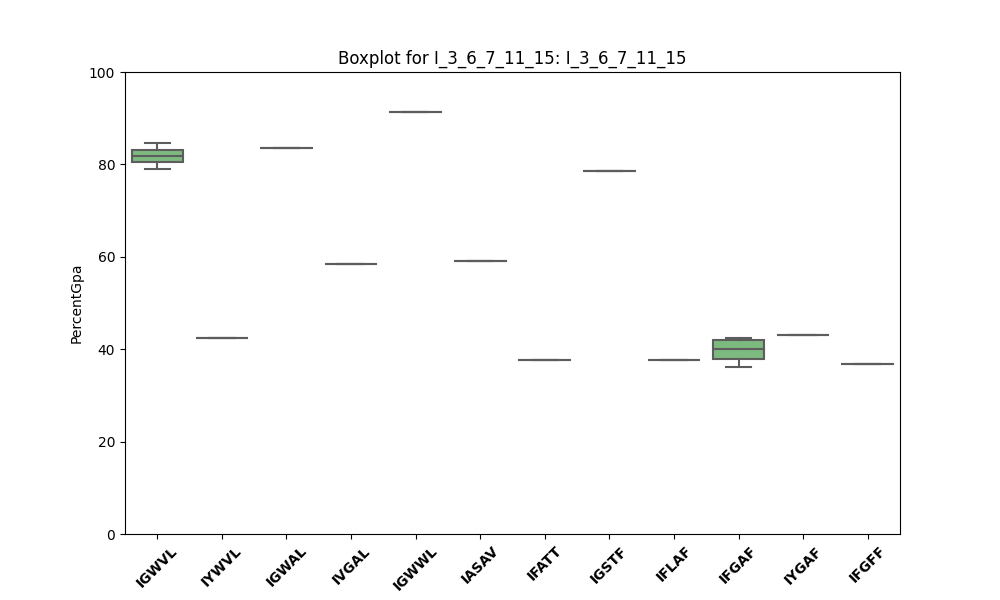 Boxplot for I_3_6_7_11_15: I_3_6_7_11_15
100
80
60
40
20
0
PercentGpa
IGWVL
IYWVL
IGWAL
IVGAL
IGWWL
IASAV
IFATT
IGSTF
IFLAF
IFGAF
IYGAF
IFGFF